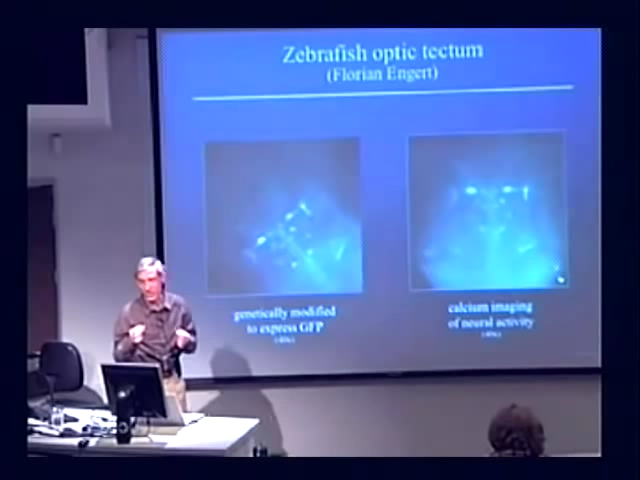 Zebrafish optic tectum
(Florian Engert)
genetically modified
to express GFP
calcium imaging
of neural activity